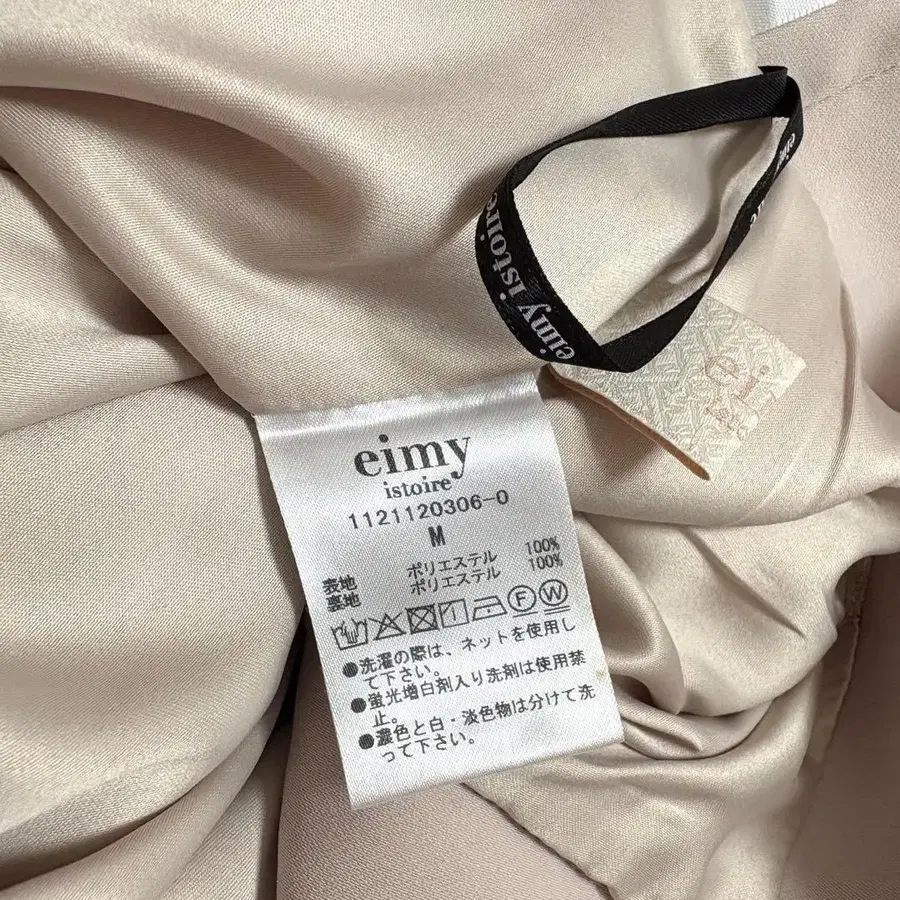 eimy istoire
eimy
istoire
1121120306-0
M
表地 ポリエステル 100%
裏地 ポリエステル 100%
F W
●洗濯の際は、ネットを使用し
て下さい。
●蛍光増白剤入り洗剤は使用禁
止。
●濃色と白・淡色物は分けて洗
って下さい。